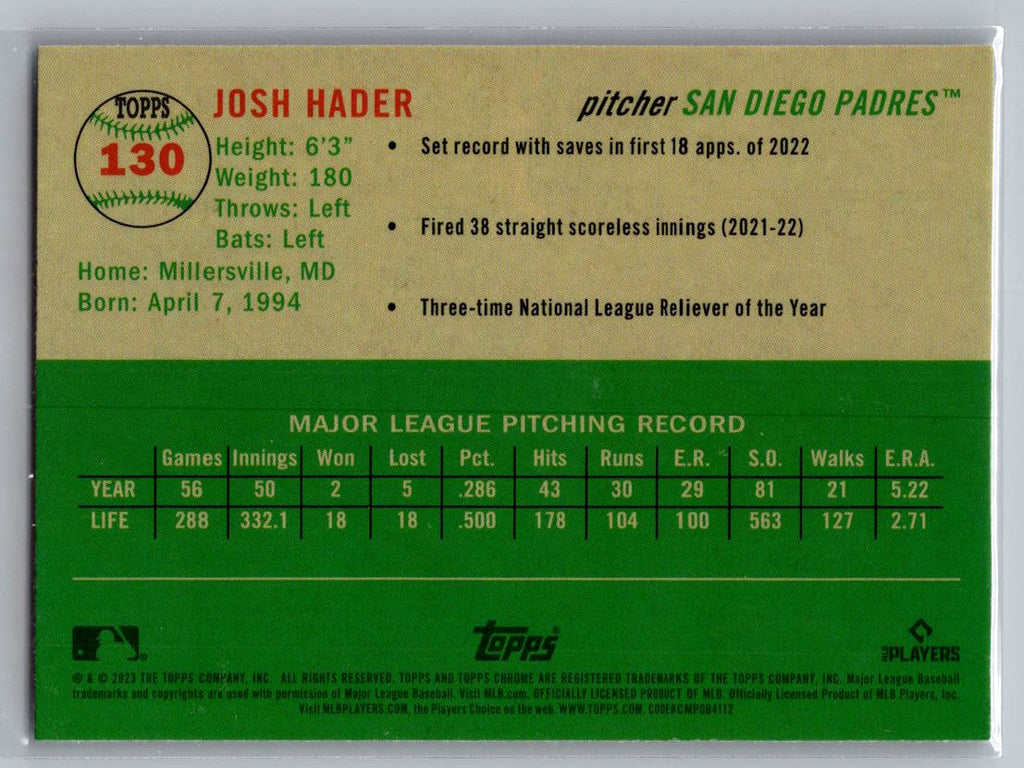 TOPPS
130
JOSH HADER
pitcher SAN DIEGO PADRES™
Height: 6'3"
Weight: 180
Throws: Left
Bats: Left
Home: Millersville, MD
Born: April 7, 1994
• Set record with saves in first 18 apps. of 2022
• Fired 38 straight scoreless innings (2021-22)
• Three-time National League Reliever of the Year
MAJOR LEAGUE PITCHING RECORD
Games Innings Won Lost Pct. Hits Runs E.R. S.O. Walks E.R.A.
YEAR 56 50 2 5 .286 43 30 29 81 21 5.22
LIFE 288 332.1 18 18 .500 178 104 100 563 127 2.71
topps
MLB PLAYERS
® & © 2023 THE TOPPS COMPANY, INC. ALL RIGHTS RESERVED. TOPPS AND TOPPS CHROME ARE REGISTERED TRADEMARKS OF THE TOPPS COMPANY, INC. Major League Baseball
trademarks and copyrights are used with permission of Major League Baseball. Visit MLB.com. OFFICIALLY LICENSED PRODUCT OF MLB. Officially Licensed Product of MLB Players, Inc.
Visit MLBPLAYERS.COM, the Players Choice on the web. WWW.TOPPS.COM. CODE#CMP084112